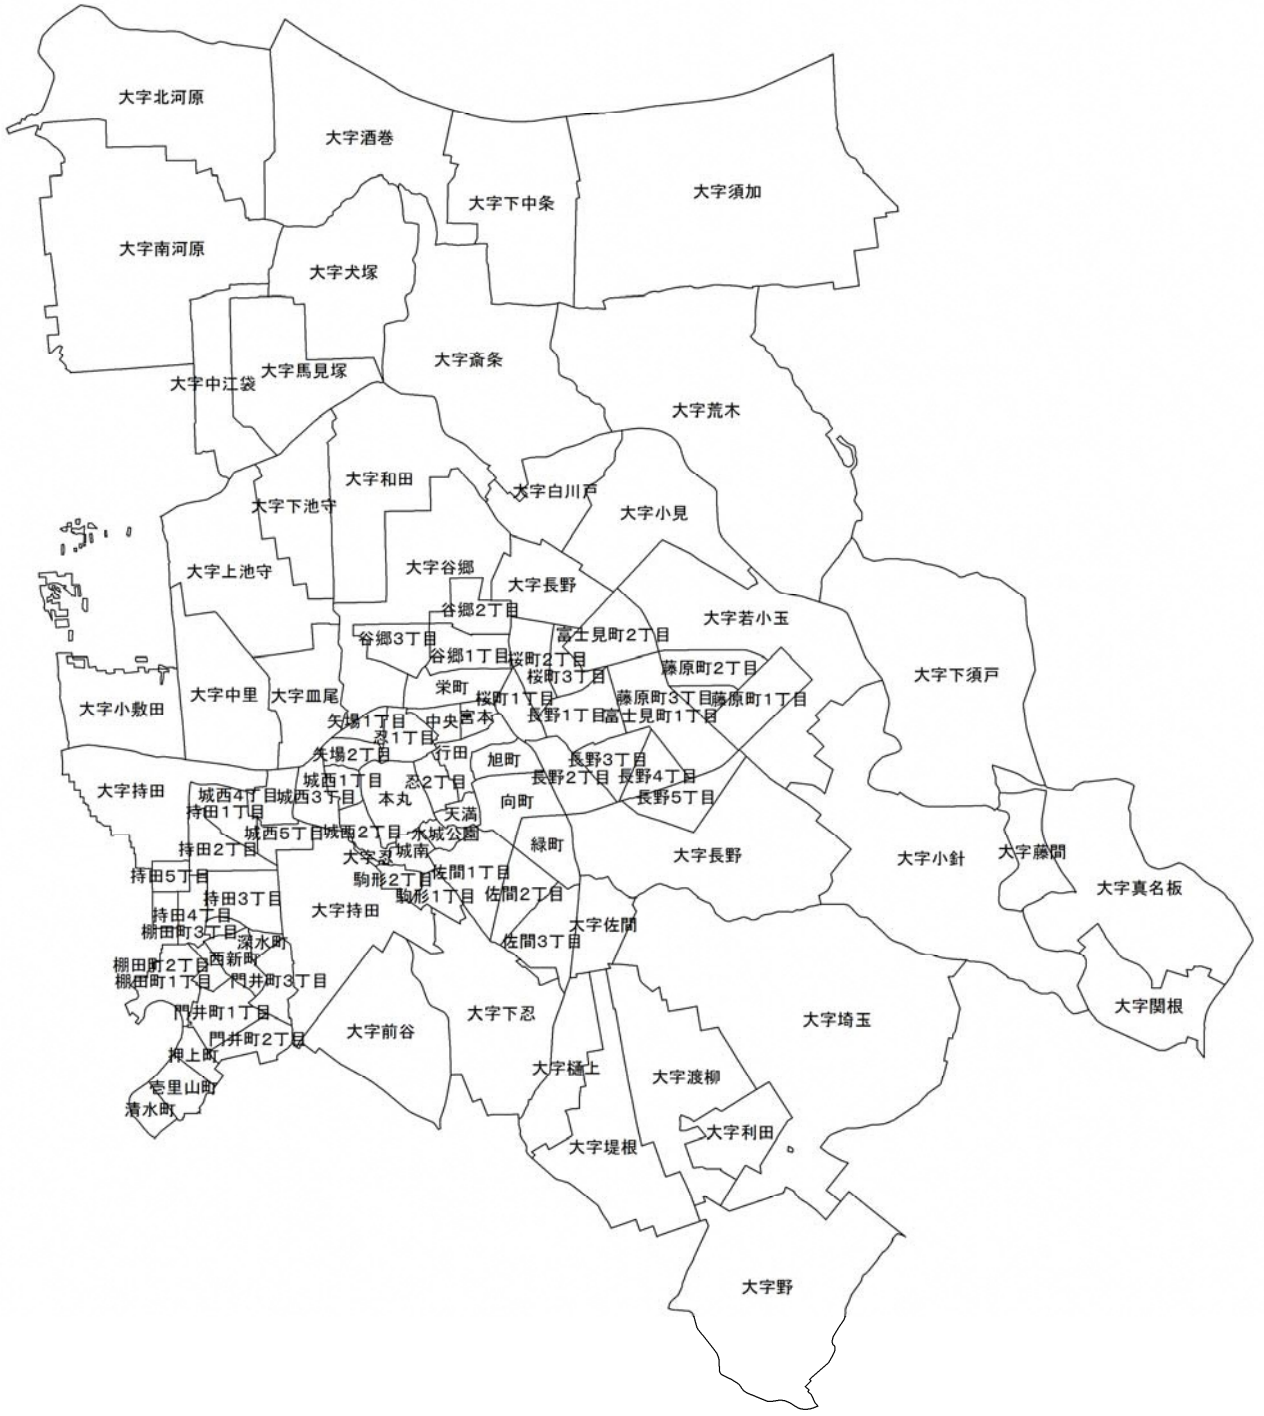 大字北河原
大字酒巻
大字須加
大字下中条
大字南河原
大字犬塚
大字斎条
大字馬見塚
大字中江袋
大字荒木
大字和田
大字白川戸
大字下池守
大字小見
大字谷郷
大字上池守
大字長野
谷郷2丁目
大字若小玉
富士見町2丁目
谷郷3丁目
谷郷1丁目
桜町2丁目
藤原町2丁目
桜町3丁目
大字下須戸
栄町
大字中里
大字皿尾
桜町1丁目
藤原町3丁目
藤原町1丁目
大字小敷田
長野1丁目
富士見町1丁目
矢場1丁目
中央
宮本
忍1丁目
矢場2丁目
行田
旭町
長野3丁目
長野2丁目
長野4丁目
城西1丁目
忍2丁目
大字持田
城西4丁目
城西3丁目
本丸
向町
長野5丁目
持田1丁目
天満
城西5丁目
城西2丁目
水城公園
緑町
持田2丁目
大字忍
城南
大字長野
大字小針
大字藤間
持田5丁目
駒形2丁目
佐間1丁目
大字真名板
持田3丁目
駒形1丁目
佐間2丁目
持田4丁目
大字持田
大字佐間
棚田町3丁目
深水町
佐間3丁目
棚田町2丁目
西新町
棚田町1丁目
門井町3丁目
大字関根
門井町1丁目
大字下忍
大字埼玉
大字前谷
門井町2丁目
押上町
大字樋上
大字渡柳
壱里山町
清水町
大字利田
大字堤根
大字野